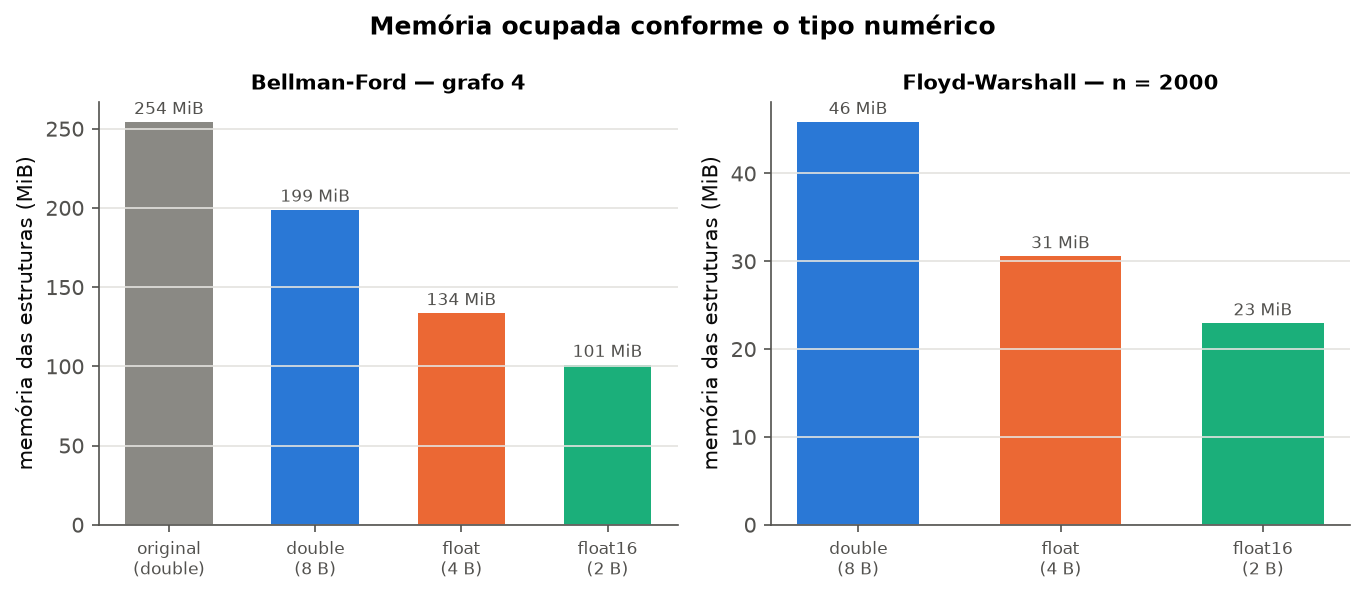 Memória ocupada conforme o tipo numérico
Bellman-Ford — grafo 4
memória das estruturas (MiB)
250
200
150
100
50
0
254 MiB
199 MiB
134 MiB
101 MiB
original
(double)
double
(8 B)
float
(4 B)
float16
(2 B)
Floyd-Warshall — n = 2000
memória das estruturas (MiB)
40
30
20
10
0
46 MiB
31 MiB
23 MiB
double
(8 B)
float
(4 B)
float16
(2 B)